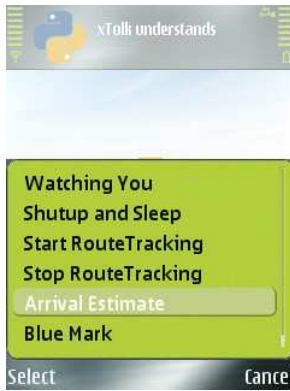 xTolk understands
Watching You
Shutup and Sleep
Start RouteTracking
Stop RouteTracking
Arrival Estimate
Blue Mark
Select
Cance